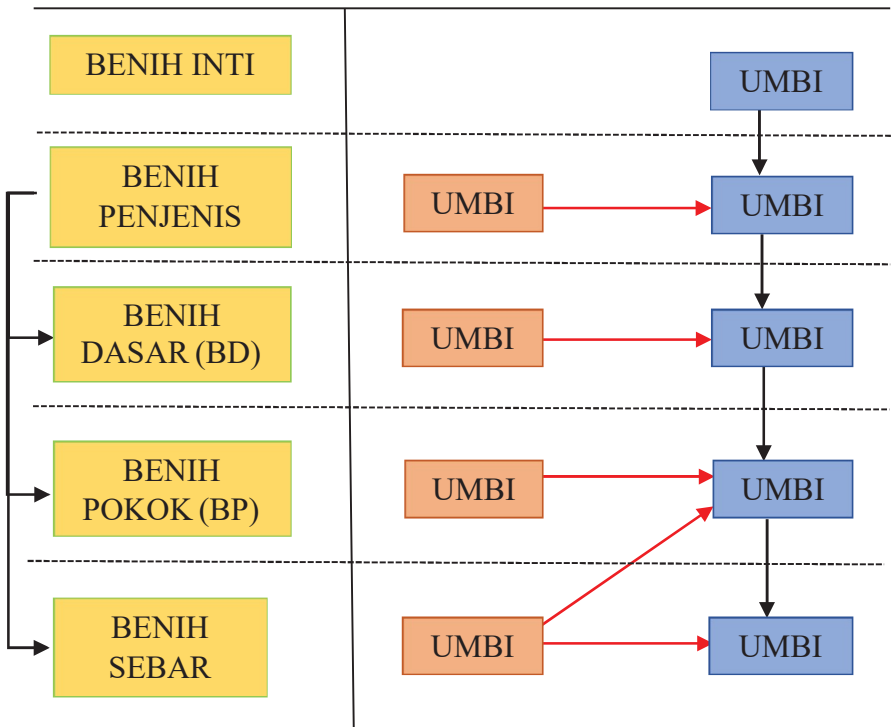 BENIH INTI
UMBI
BENIH
PENJENIS
UMBI
UMBI
BENIH
DASAR (BD)
UMBI
UMBI
BENIH
POKOK (BP)
UMBI
UMBI
BENIH
SEBAR
UMBI
UMBI